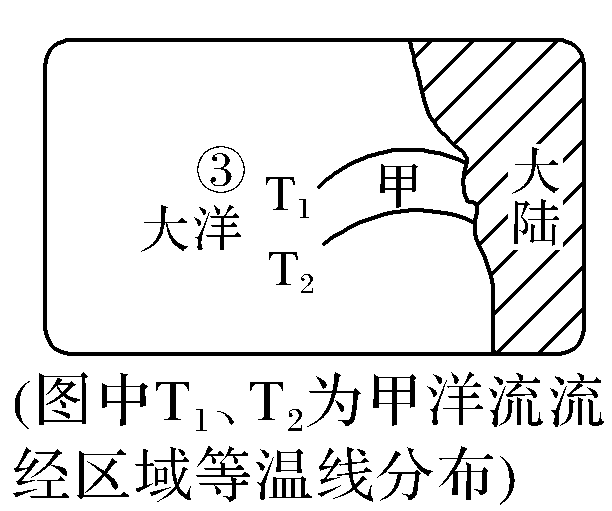 ③
大洋
T₁
T₂
甲
大陆
(图中T₁、T₂为甲洋流流
经区域等温线分布)